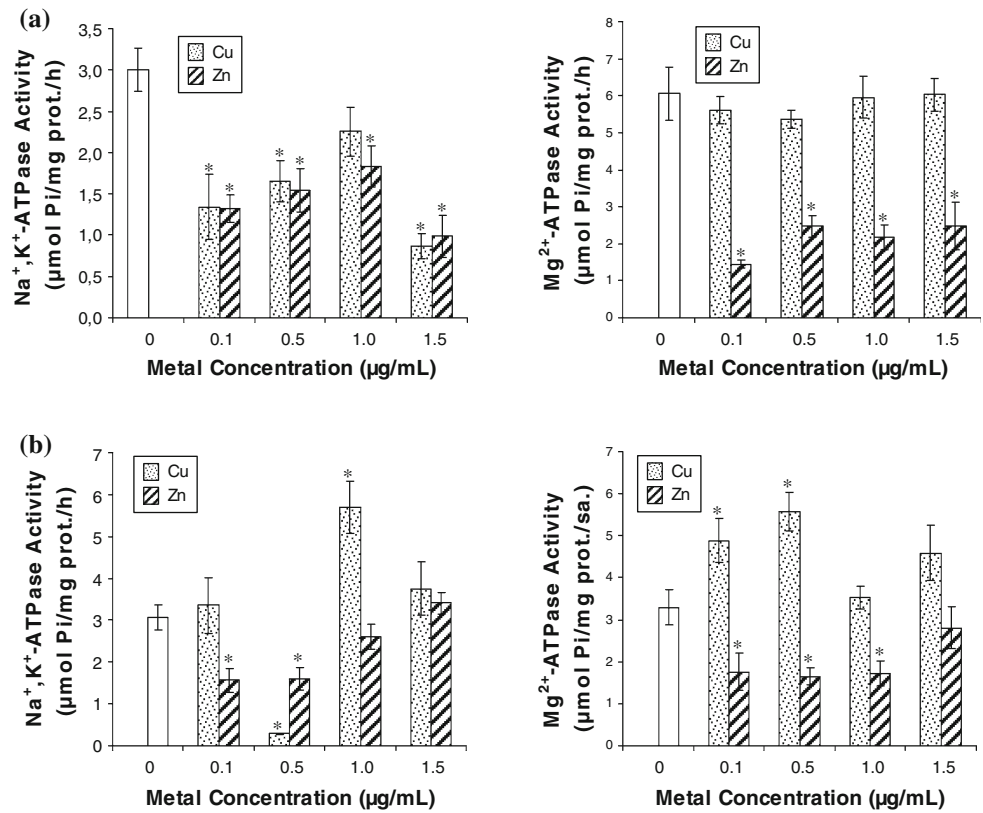 (a)
Na⁺,K⁺-ATPase Activity
(µmol Pi/mg prot./h)
3,5
3,0
2,5
2,0
1,5
1,0
0,5
0,0
Cu
Zn
* * * * * * *
0 0.1 0.5 1.0 1.5
Metal Concentration (µg/mL)
Mg²⁺-ATPase Activity
(µmol Pi/mg prot./h)
8
7
6
5
4
3
2
1
0
Cu
Zn
* * * *
0 0.1 0.5 1.0 1.5
Metal Concentration (µg/mL)
(b)
Na⁺,K⁺-ATPase Activity
(µmol Pi/mg prot./h)
7
6
5
4
3
2
1
0
Cu
Zn
* * * *
0 0.1 0.5 1.0 1.5
Metal Concentration (µg/mL)
Mg²⁺-ATPase Activity
(µmol Pi/mg prot./sa.)
7
6
5
4
3
2
1
0
Cu
Zn
* * * * *
0 0.1 0.5 1.0 1.5
Metal Concentration (µg/mL)